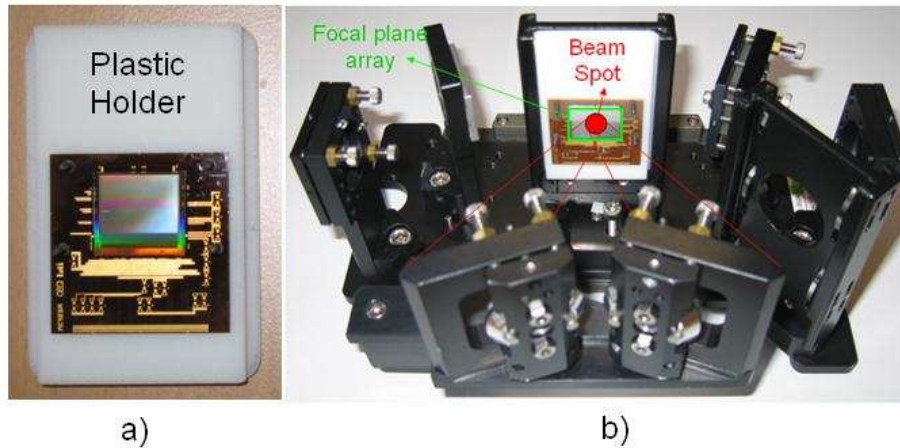 Plastic
Holder
Focal plane
array
Beam
Spot
a)
b)